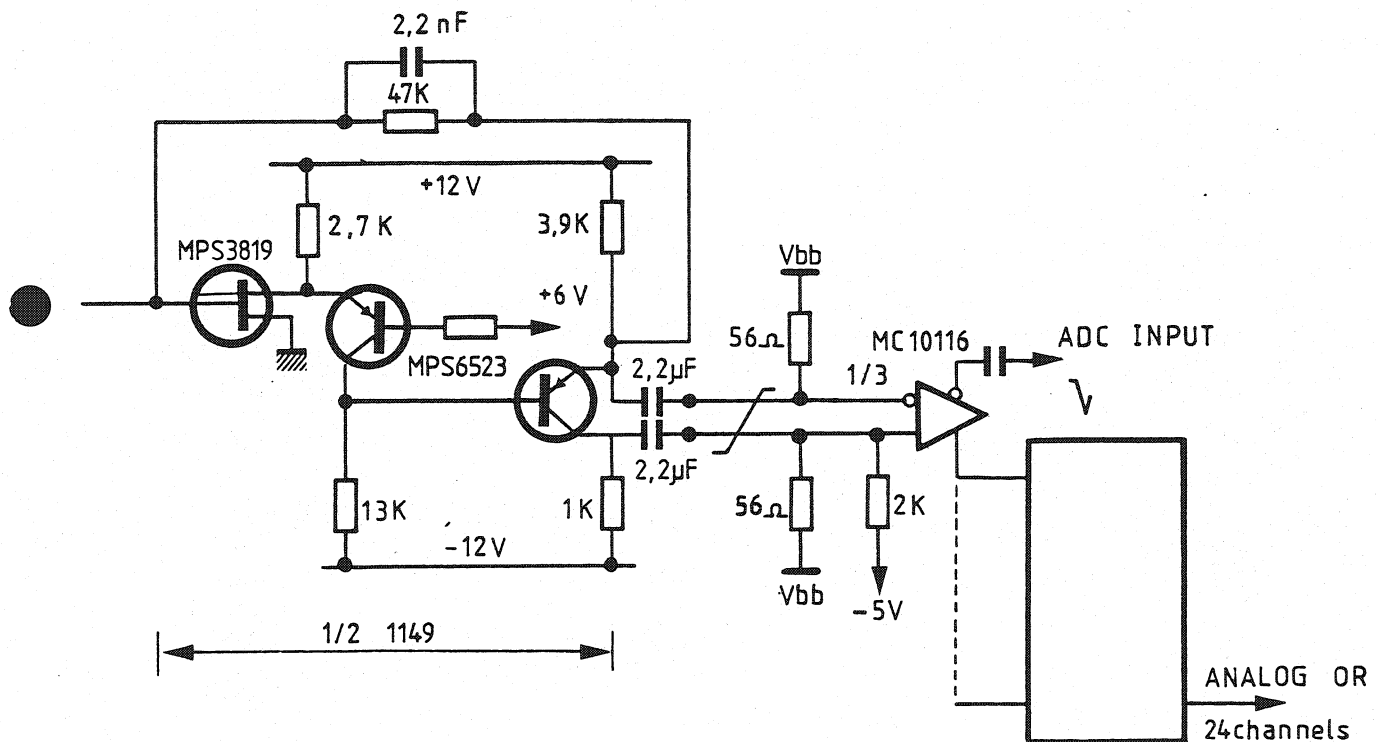 2,2 nF
47K
+12 V
2,7 K
3,9K
MPS3819
+6 V
Vbb
MPS6523
56Ω
MC10116
ADC INPUT
2,2µF
1/3
2,2µF
13K
1K
56Ω
2K
-12V
Vbb
-5V
1/2 1149
ANALOG OR
24channels